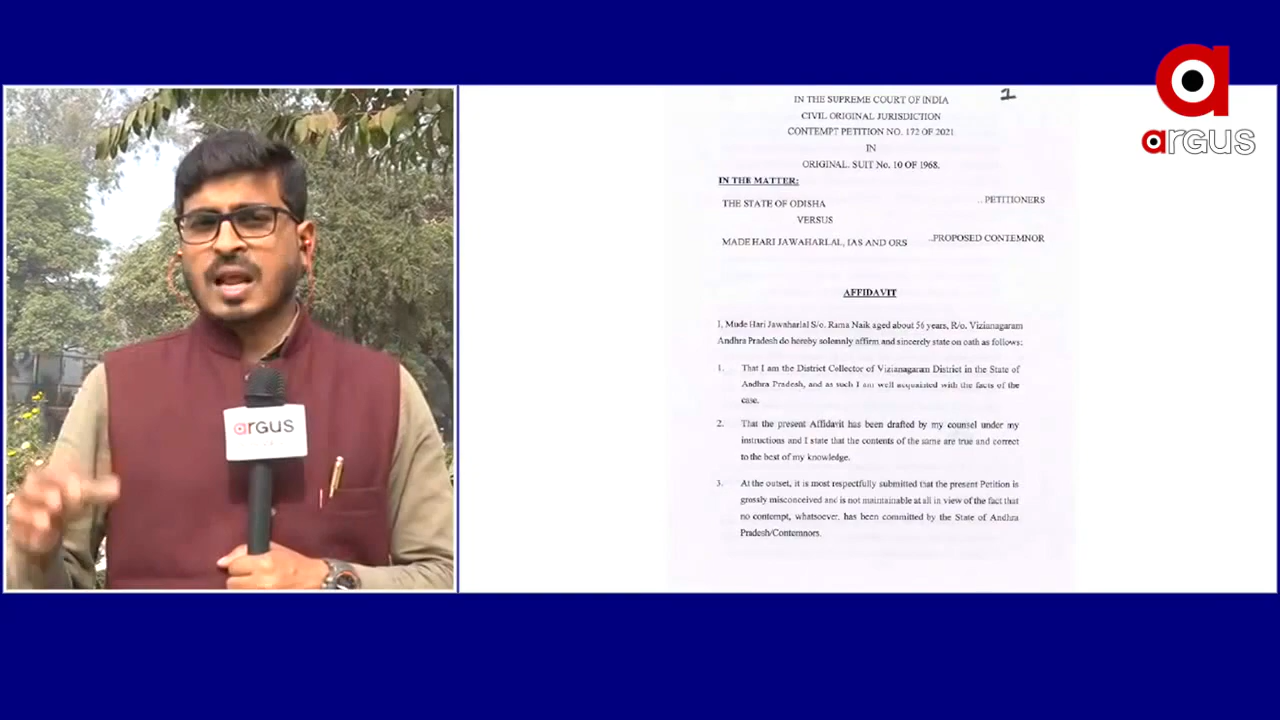 argus
argus
1
IN THE SUPREME COURT OF INDIA
CIVIL ORIGINAL JURISDICTION
CONTEMPT PETITION NO. 172 OF 2021
IN
ORIGINAL. SUIT No. 10 OF 1968.
IN THE MATTER:
THE STATE OF ODISHA .. PETITIONERS
VERSUS
MADE HARI JAWAHARLAL, IAS AND ORS ..PROPOSED CONTEMNOR
AFFIDAVIT
I, Mude Hari Jawaharlal S/o. Rama Naik aged about 56 years, R/o. Vizianagaram
Andhra Pradesh do hereby solemnly affirm and sincerely state on oath as follows:
1. That I am the District Collector of Vizianagaram District in the State of
Andhra Pradesh, and as such I am well acquainted with the facts of the
case.
2. That the present Affidavit has been drafted by my counsel under my
instructions and I state that the contents of the same are true and correct
to the best of my knowledge.
3. At the outset, it is most respectfully submitted that the present Petition is
grossly misconceived and is not maintainable at all in view of the fact that
no contempt, whatsoever, has been committed by the State of Andhra
Pradesh/Contemnors.